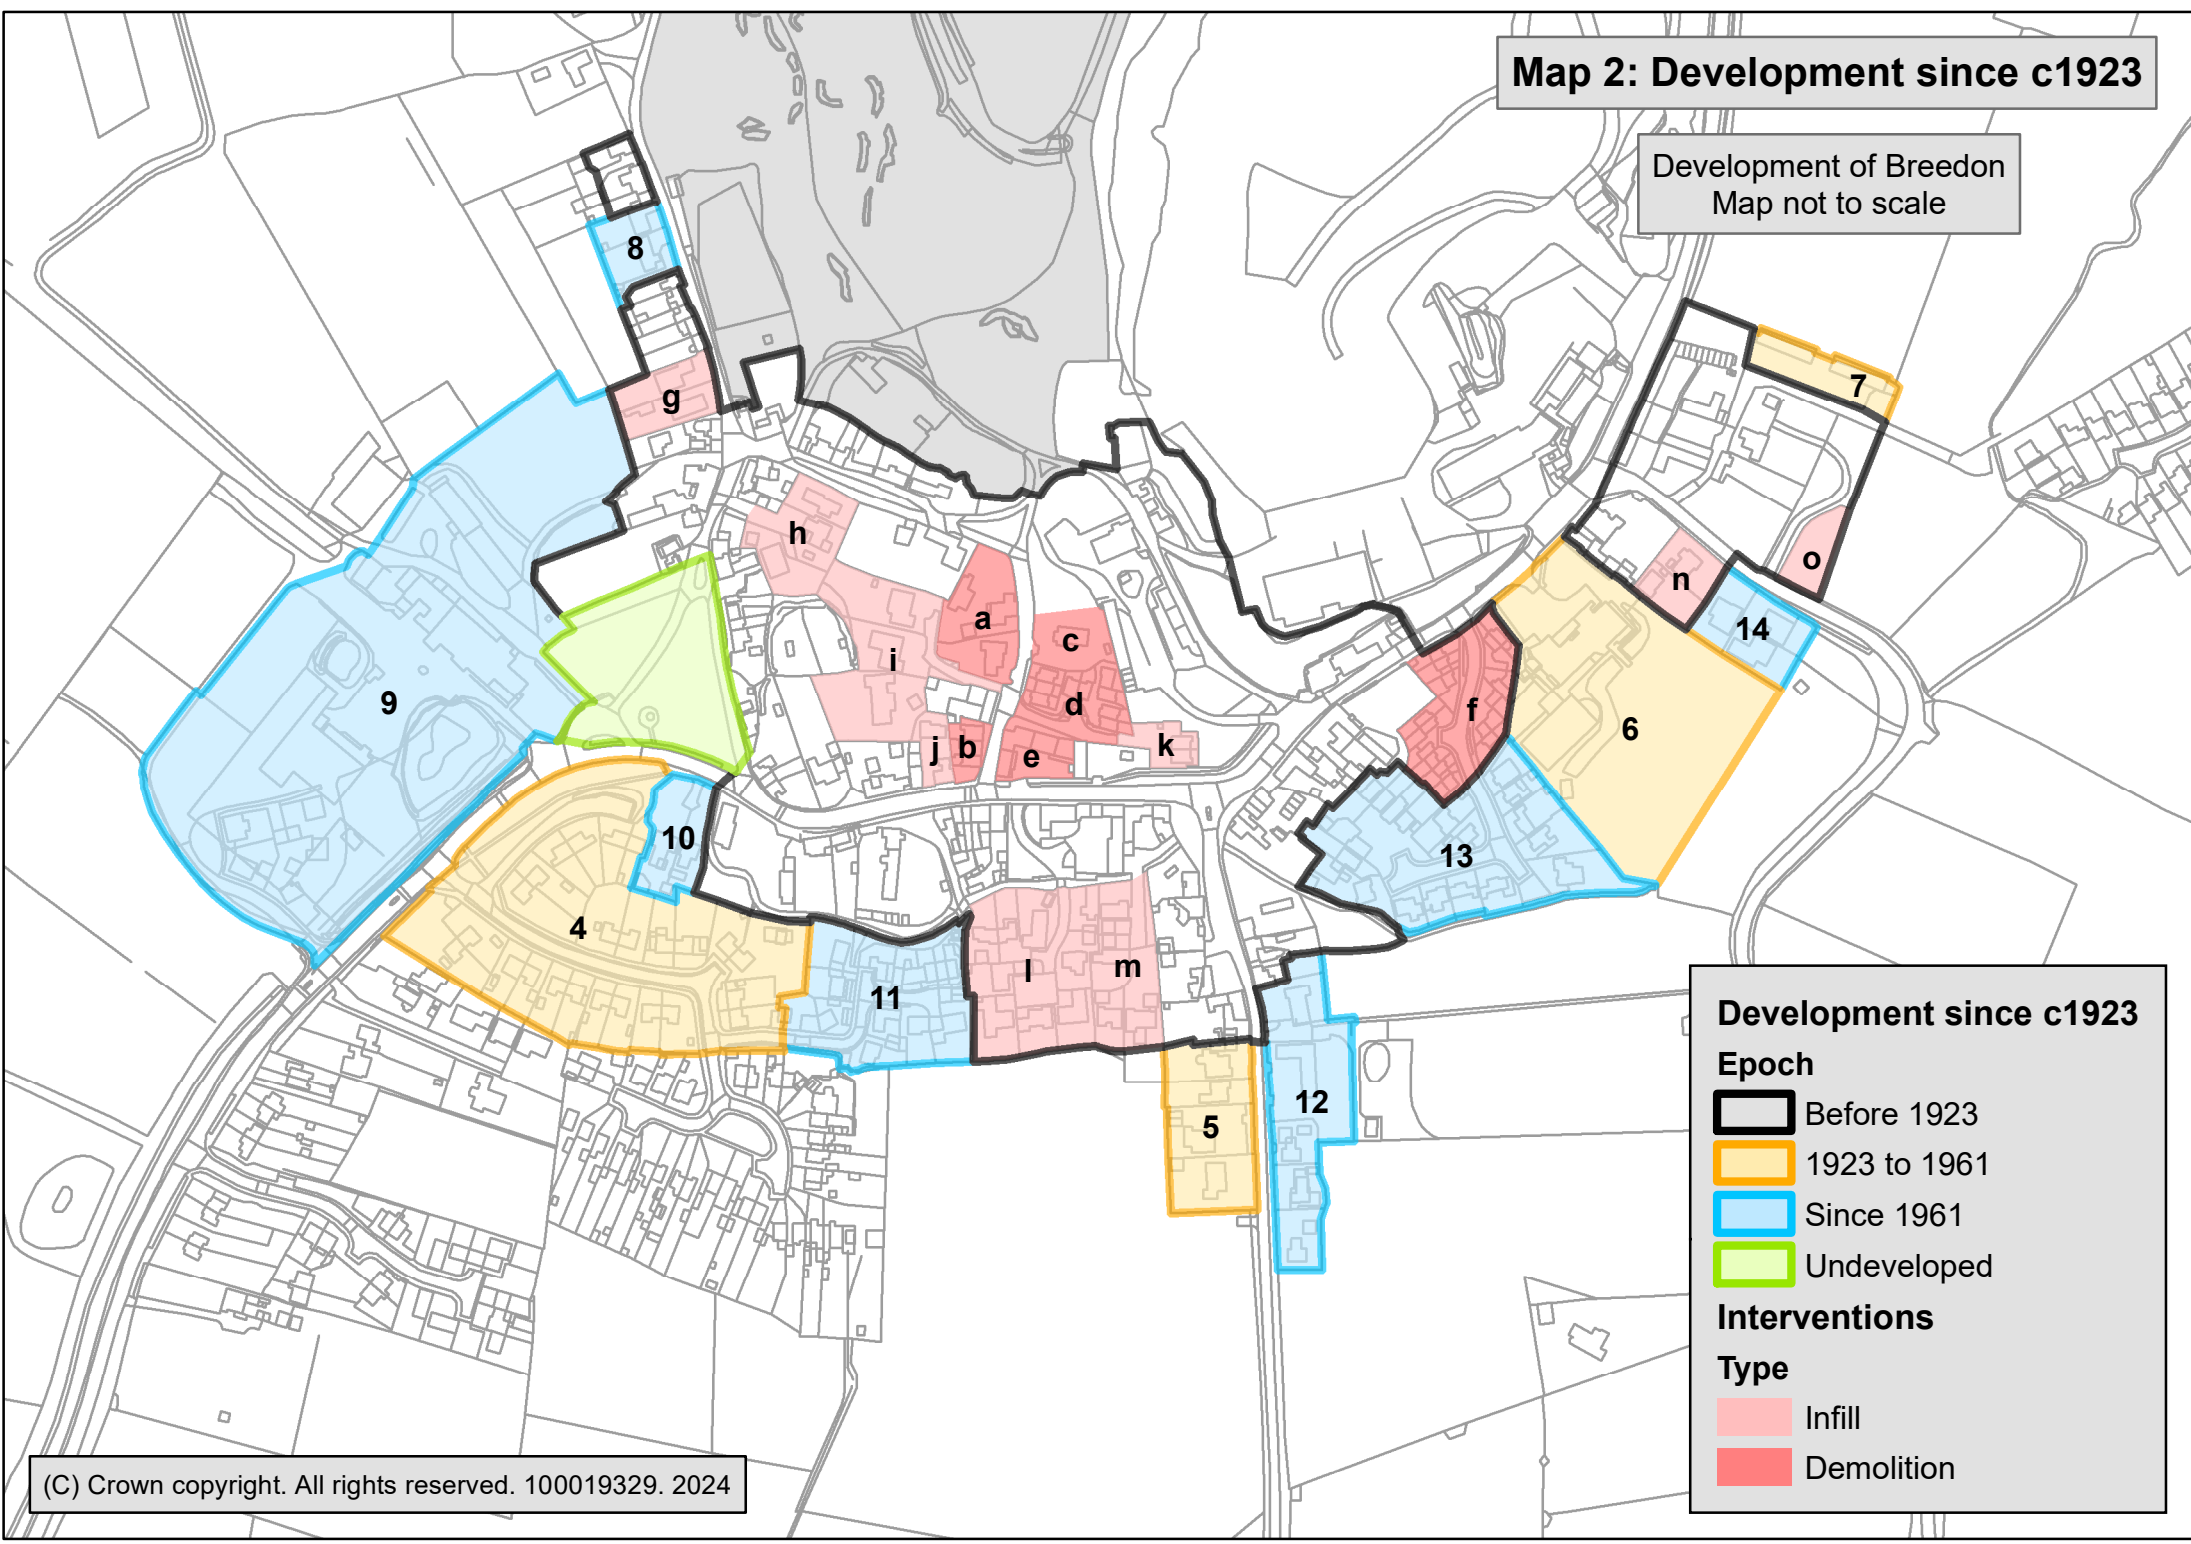 Map 2: Development since c1923
Development of Breedon
Map not to scale
8
7
g
h
n
o
a
c
i
14
9
d
f
6
j
b
e
k
10
13
4
l
m
11
5
12
Development since c1923
Epoch
Before 1923
1923 to 1961
Since 1961
Undeveloped
Interventions
Type
Infill
Demolition
(C) Crown copyright. All rights reserved. 100019329. 2024